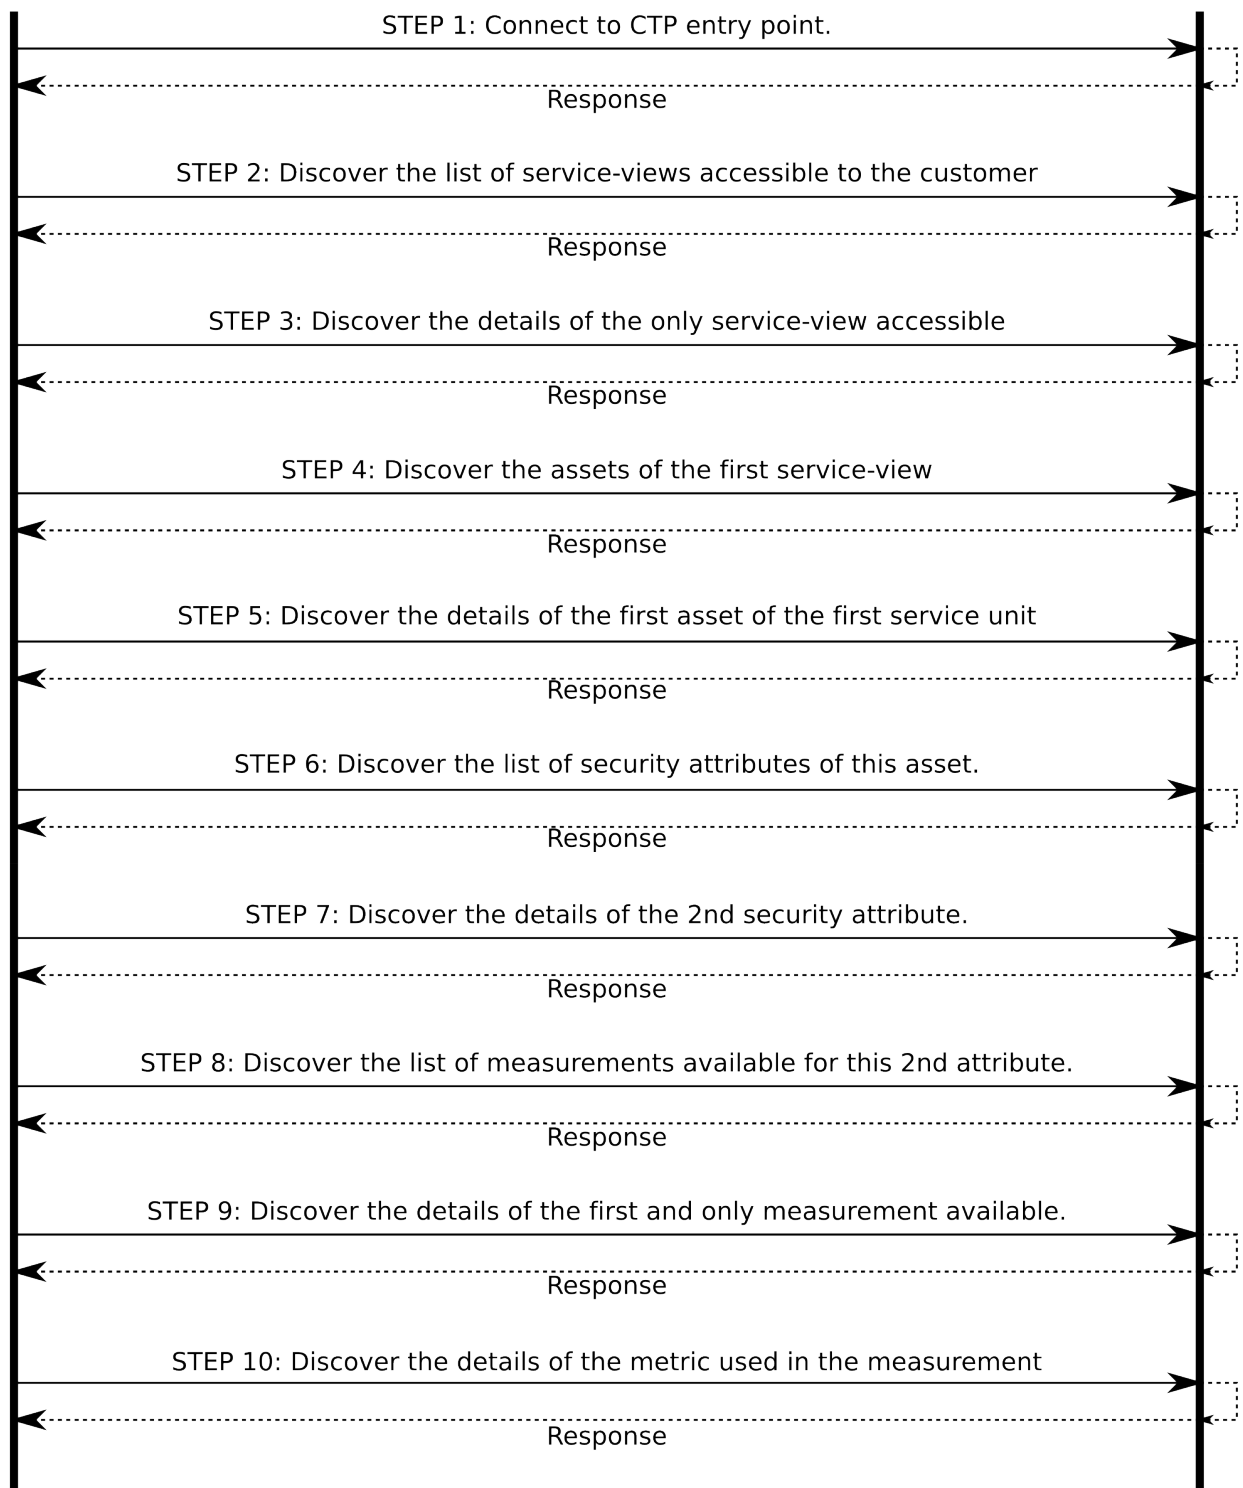 STEP 1: Connect to CTP entry point.
Response
STEP 2: Discover the list of service-views accessible to the customer
Response
STEP 3: Discover the details of the only service-view accessible
Response
STEP 4: Discover the assets of the first service-view
Response
STEP 5: Discover the details of the first asset of the first service unit
Response
STEP 6: Discover the list of security attributes of this asset.
Response
STEP 7: Discover the details of the 2nd security attribute.
Response
STEP 8: Discover the list of measurements available for this 2nd attribute.
Response
STEP 9: Discover the details of the first and only measurement available.
Response
STEP 10: Discover the details of the metric used in the measurement
Response